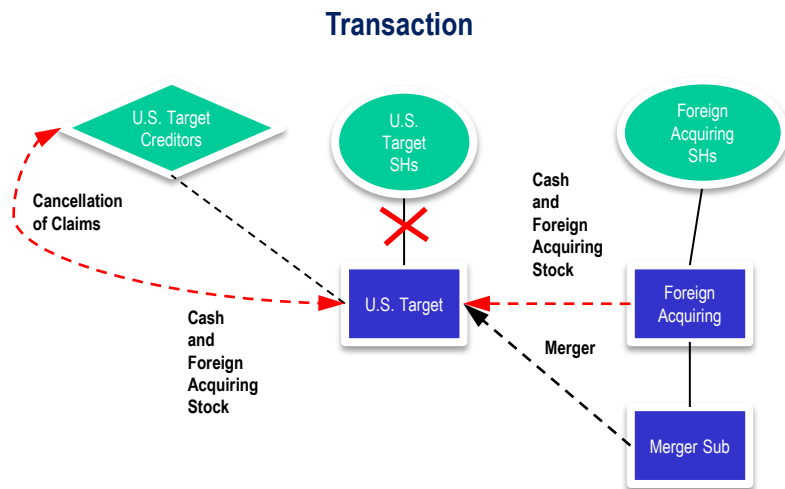 Transaction
U.S. Target
Creditors
U.S.
Target
SHs
Foreign
Acquiring
SHs
Cancellation
of Claims
Cash
and
Foreign
Acquiring
Stock
U.S. Target
Foreign
Acquiring
Cash
and
Foreign
Acquiring
Stock
Merger
Merger Sub